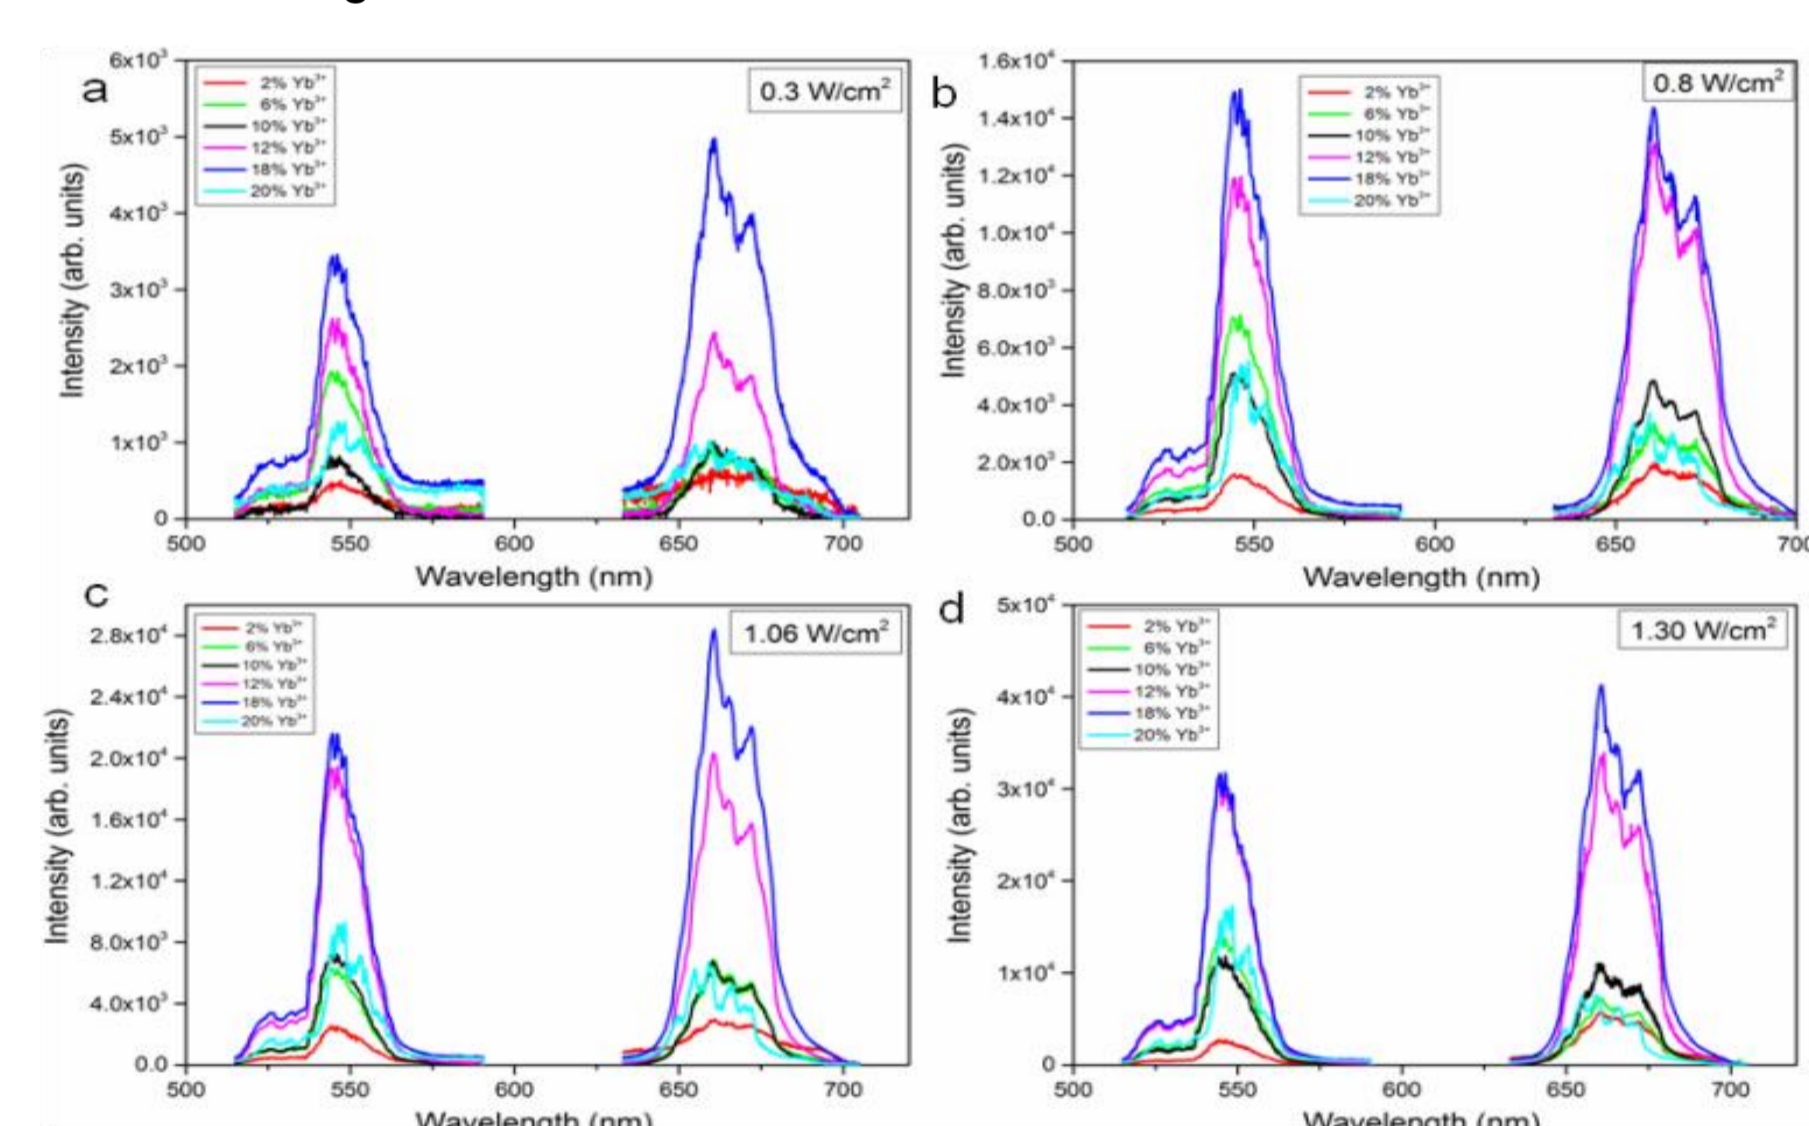 a
0.3 W/cm²
2% Yb³⁺
6% Yb³⁺
10% Yb³⁺
12% Yb³⁺
18% Yb³⁺
20% Yb³⁺
6x10³
5x10³
4x10³
3x10³
2x10³
1x10³
0
Intensity (arb. units)
500 550 600 650 700
Wavelength (nm)
b
0.8 W/cm²
2% Yb³⁺
6% Yb³⁺
10% Yb³⁺
12% Yb³⁺
18% Yb³⁺
20% Yb³⁺
1.6x10⁴
1.4x10⁴
1.2x10⁴
1.0x10⁴
8.0x10³
6.0x10³
4.0x10³
2.0x10³
0.0
Intensity (arb. units)
500 550 600 650 700
Wavelength (nm)
c
1.06 W/cm²
2% Yb³⁺
6% Yb³⁺
10% Yb³⁺
12% Yb³⁺
18% Yb³⁺
20% Yb³⁺
2.8x10⁴
2.4x10⁴
2.0x10⁴
1.6x10⁴
1.2x10⁴
8.0x10³
4.0x10³
0.0
Intensity (arb. units)
500 550 600 650 700
Wavelength (nm)
d
1.30 W/cm²
2% Yb³⁺
6% Yb³⁺
10% Yb³⁺
12% Yb³⁺
18% Yb³⁺
20% Yb³⁺
5x10⁴
4x10⁴
3x10⁴
2x10⁴
1x10⁴
0
Intensity (arb. units)
500 550 600 650 700
Wavelength (nm)